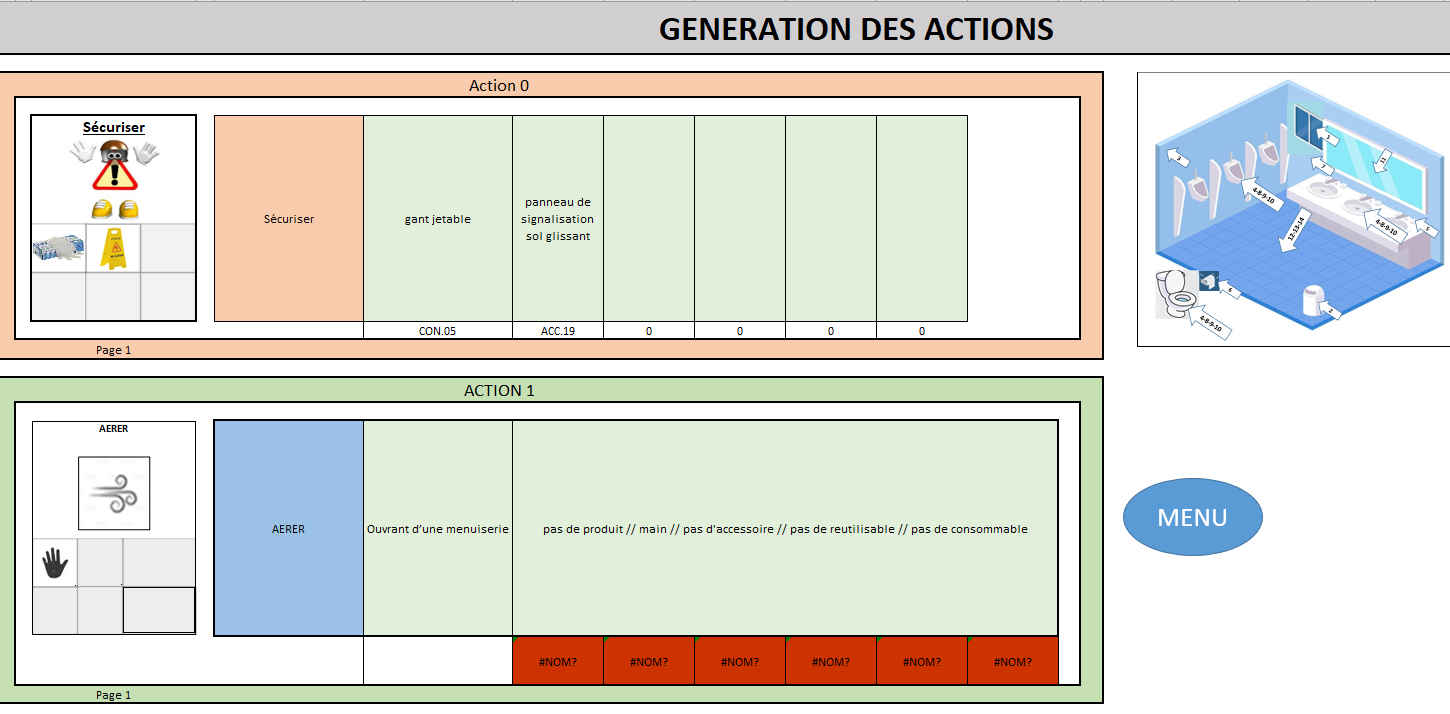 GENERATION DES ACTIONS
Action 0
Sécuriser
Sécuriser
gant jetable
panneau de
signalisation
sol glissant
CON.05
ACC.19
0
0
0
0
Page 1
3
3
11
7
4-8-9-10
4-8-9-10
5
12-13-14
6
2
4-8-9-10
ACTION 1
AERER
AERER
Ouvrant d’une menuiserie
pas de produit // main // pas d'accessoire // pas de reutilisable // pas de consommable
#NOM?
#NOM?
#NOM?
#NOM?
#NOM?
#NOM?
Page 1
MENU